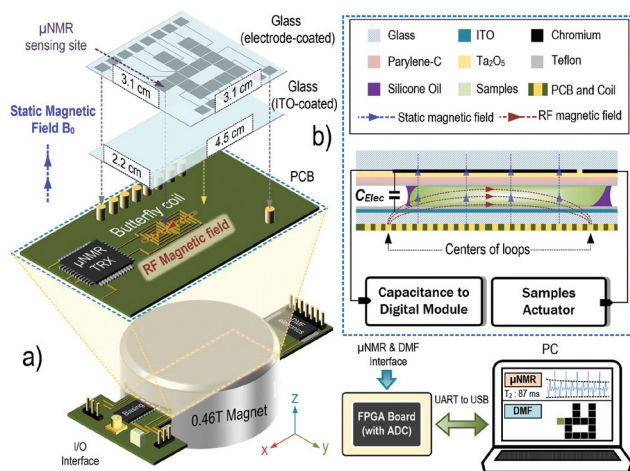 Glass
(electrode-coated)
µNMR
sensing site
3.1 cm
3.1 cm
Glass
(ITO-coated)
Static Magnetic
Field B₀
2.2 cm
4.5 cm
PCB
Butterfly coil
µNMR
TRX
RF Magnetic field
a)
Biasing
I/O
Interface
0.46T Magnet
z
x
y
b)
Glass
ITO
Chromium
Parylene-C
Ta₂O₅
Teflon
Silicone Oil
Samples
PCB and Coil
Static magnetic field
RF magnetic field
C_Elec
Centers of loops
Capacitance to
Digital Module
Samples
Actuator
µNMR & DMF
Interface
PC
FPGA Board
(with ADC)
UART to USB
µNMR
T₂ : 87 ms
DMF